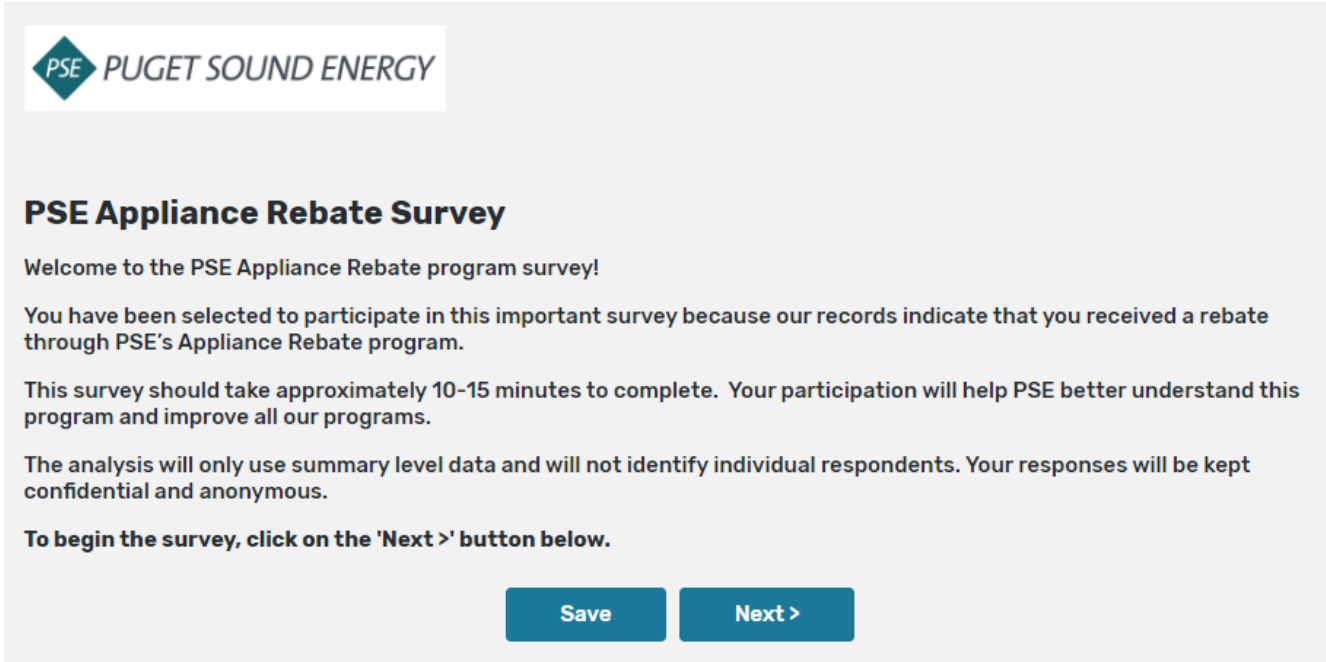 PSE PUGET SOUND ENERGY
PSE Appliance Rebate Survey
Welcome to the PSE Appliance Rebate program survey!
You have been selected to participate in this important survey because our records indicate that you received a rebate
through PSE’s Appliance Rebate program.
This survey should take approximately 10-15 minutes to complete.  Your participation will help PSE better understand this
program and improve all our programs.
The analysis will only use summary level data and will not identify individual respondents. Your responses will be kept
confidential and anonymous.
To begin the survey, click on the 'Next >' button below.
Save Next >